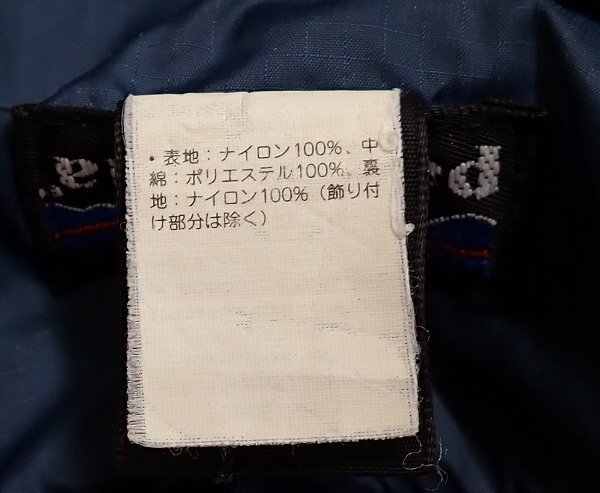 ・表地：ナイロン100%、中
綿：ポリエステル100%、裏
地：ナイロン100%（飾り付
け部分は除く）